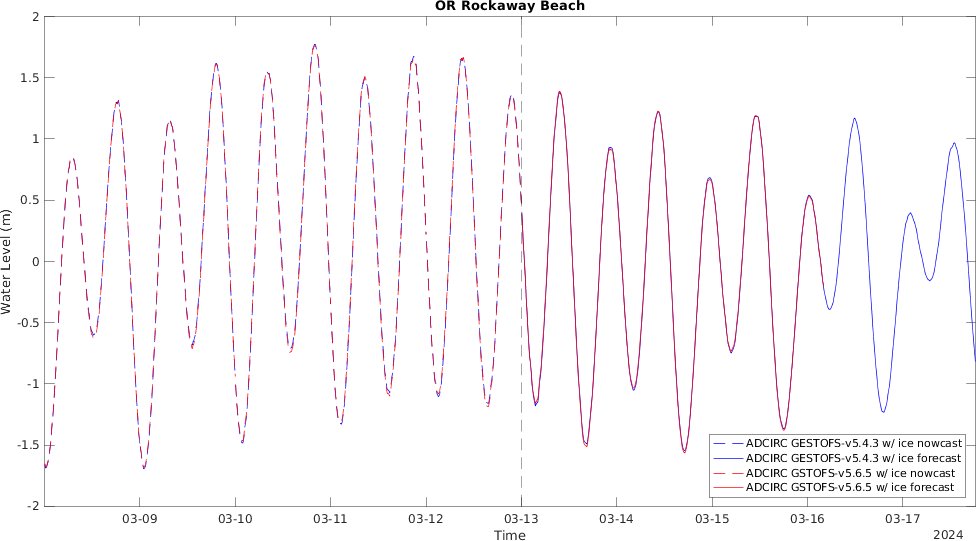 OR Rockaway Beach
2
1.5
1
0.5
0
-0.5
-1
-1.5
-2
Water Level (m)
03-09 03-10 03-11 03-12 03-13 03-14 03-15 03-16 03-17
Time
2024
ADCIRC GESTOFS-v5.4.3 w/ ice nowcast
ADCIRC GESTOFS-v5.4.3 w/ ice forecast
ADCIRC GSTOFS-v5.6.5 w/ ice nowcast
ADCIRC GSTOFS-v5.6.5 w/ ice forecast